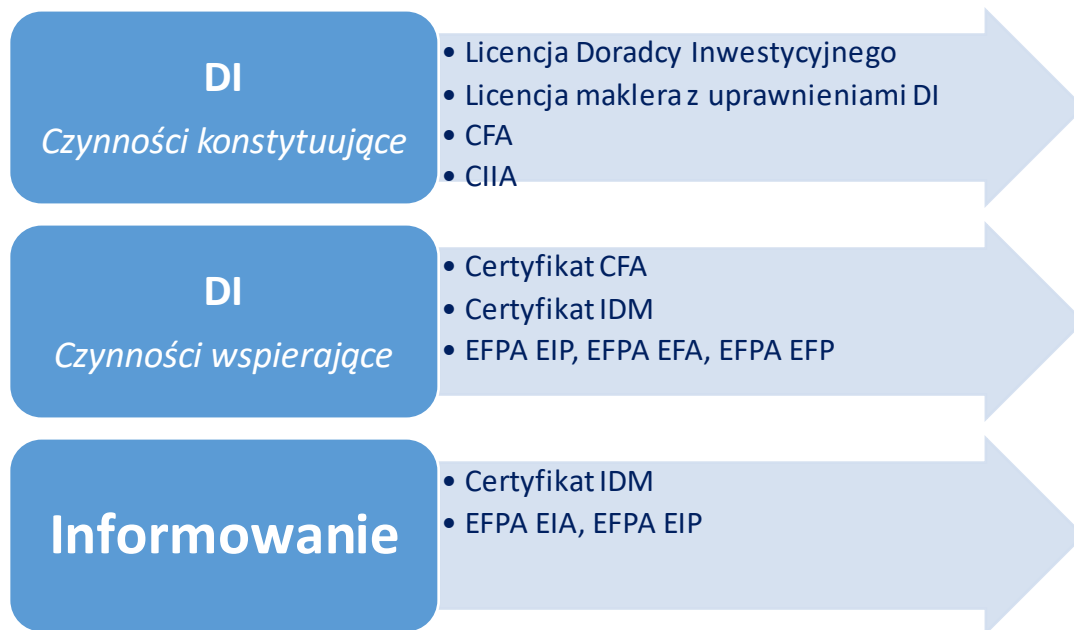 DI
Czynności konstytuujące
• Licencja Doradcy Inwestycyjnego
• Licencja maklera z uprawnieniami DI
• CFA
• CIIA
DI
Czynności wspierające
• Certyfikat CFA
• Certyfikat IDM
• EFPA EIP, EFPA EFA, EFPA EFP
Informowanie
• Certyfikat IDM
• EFPA EIA, EFPA EIP